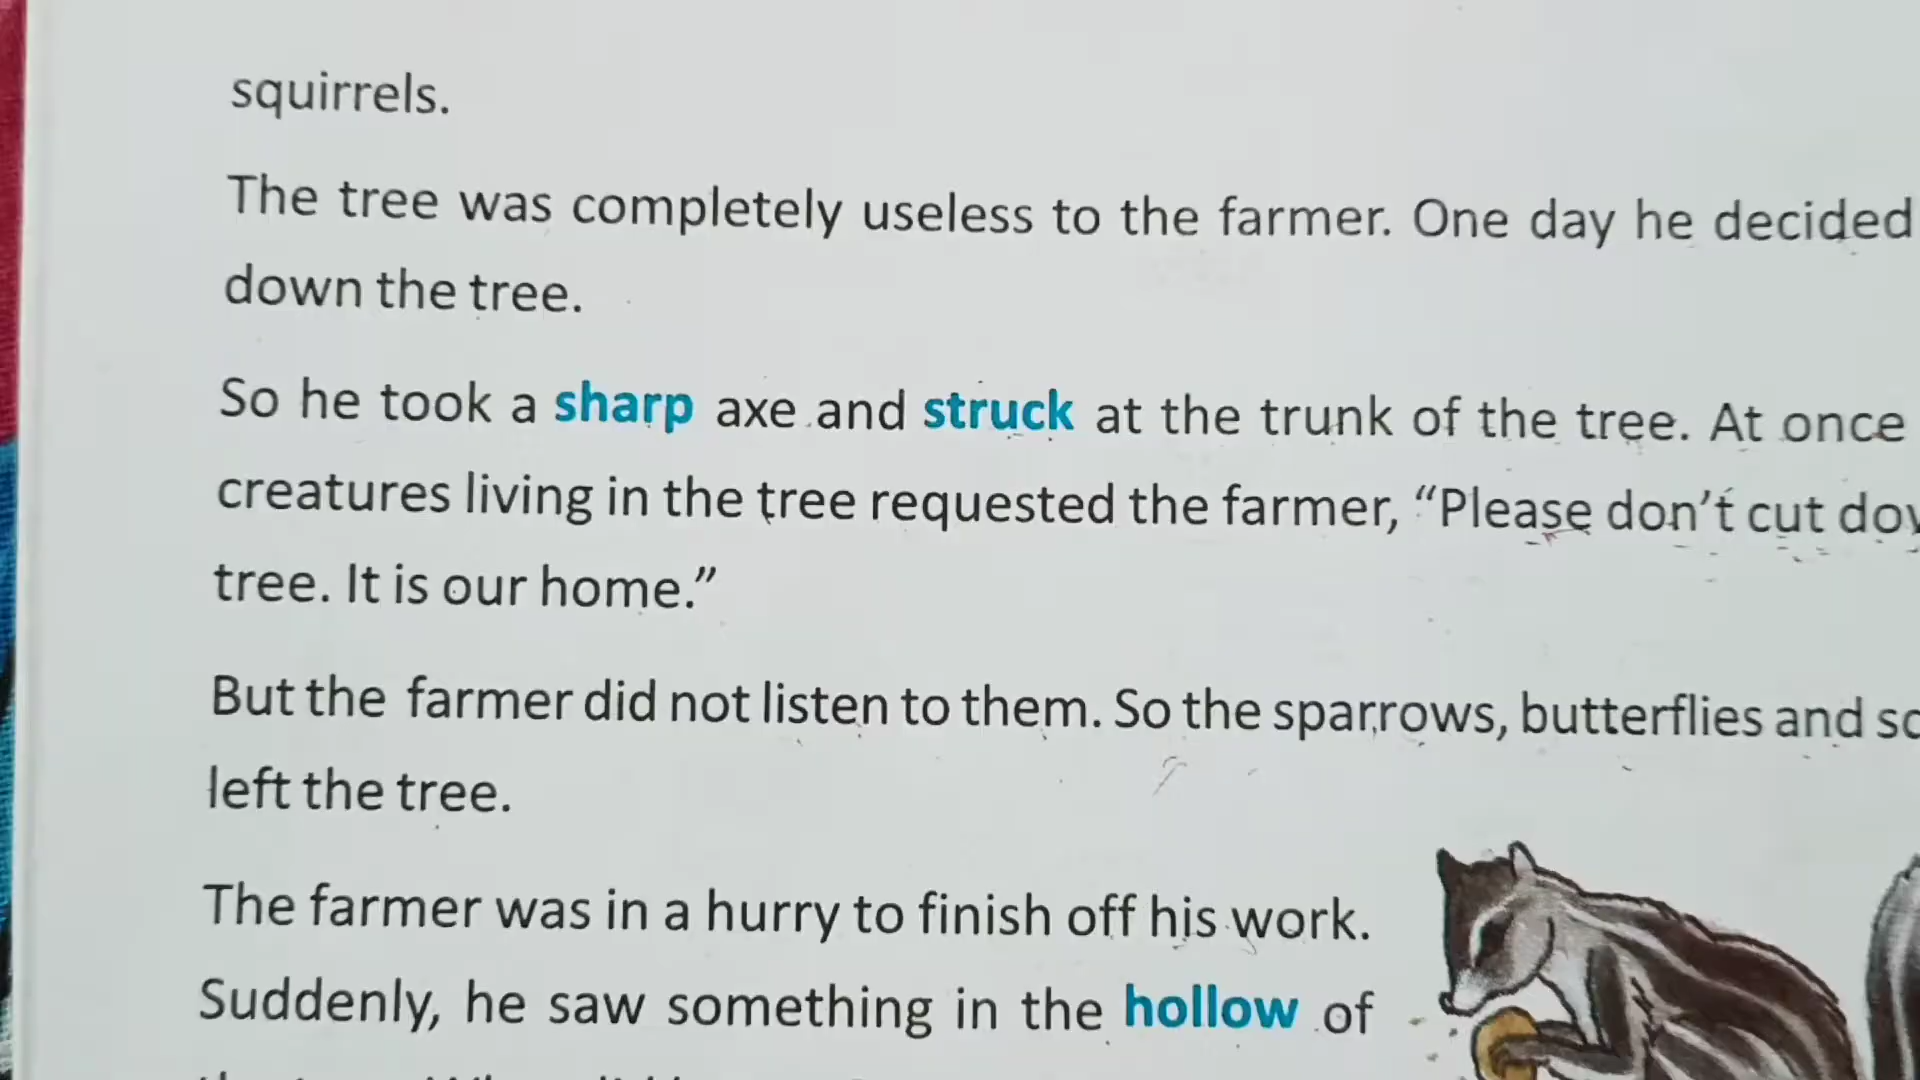 squirrels.
The tree was completely useless to the farmer. One day he decided
down the tree.
So he took a sharp axe and struck at the trunk of the tree. At once
creatures living in the tree requested the farmer, “Please don’t cut
tree. It is our home.”
But the farmer did not listen to them. So the sparrows, butterflies and
left the tree.
The farmer was in a hurry to finish off his work.
Suddenly, he saw something in the hollow of